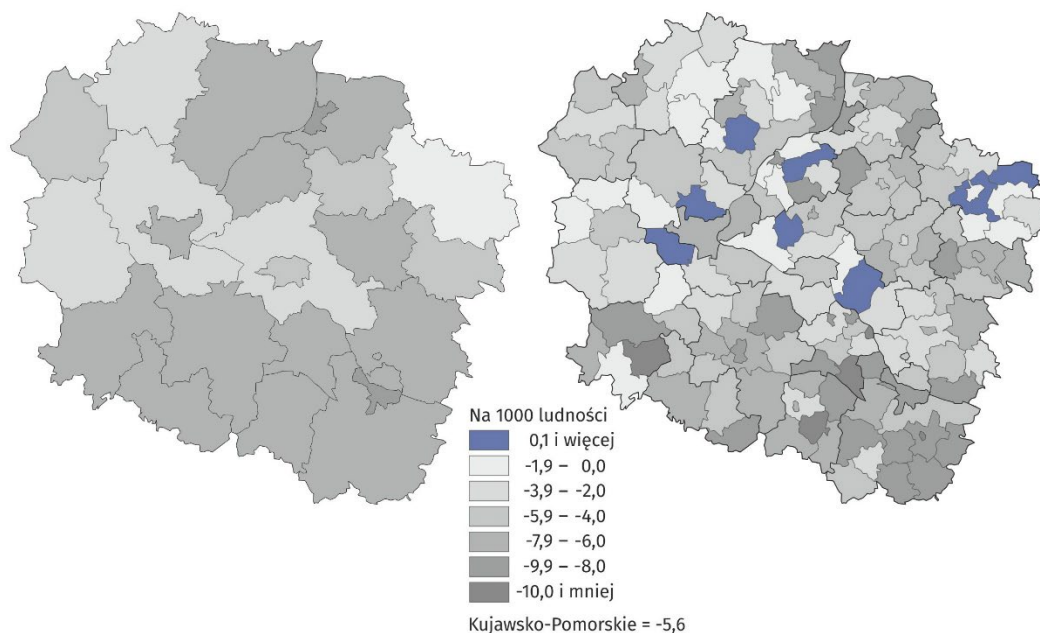 Na 1000 ludności
0,1 i więcej
-1,9 – 0,0
-3,9 – -2,0
-5,9 – -4,0
-7,9 – -6,0
-9,9 – -8,0
-10,0 i mniej
Kujawsko-Pomorskie = -5,6